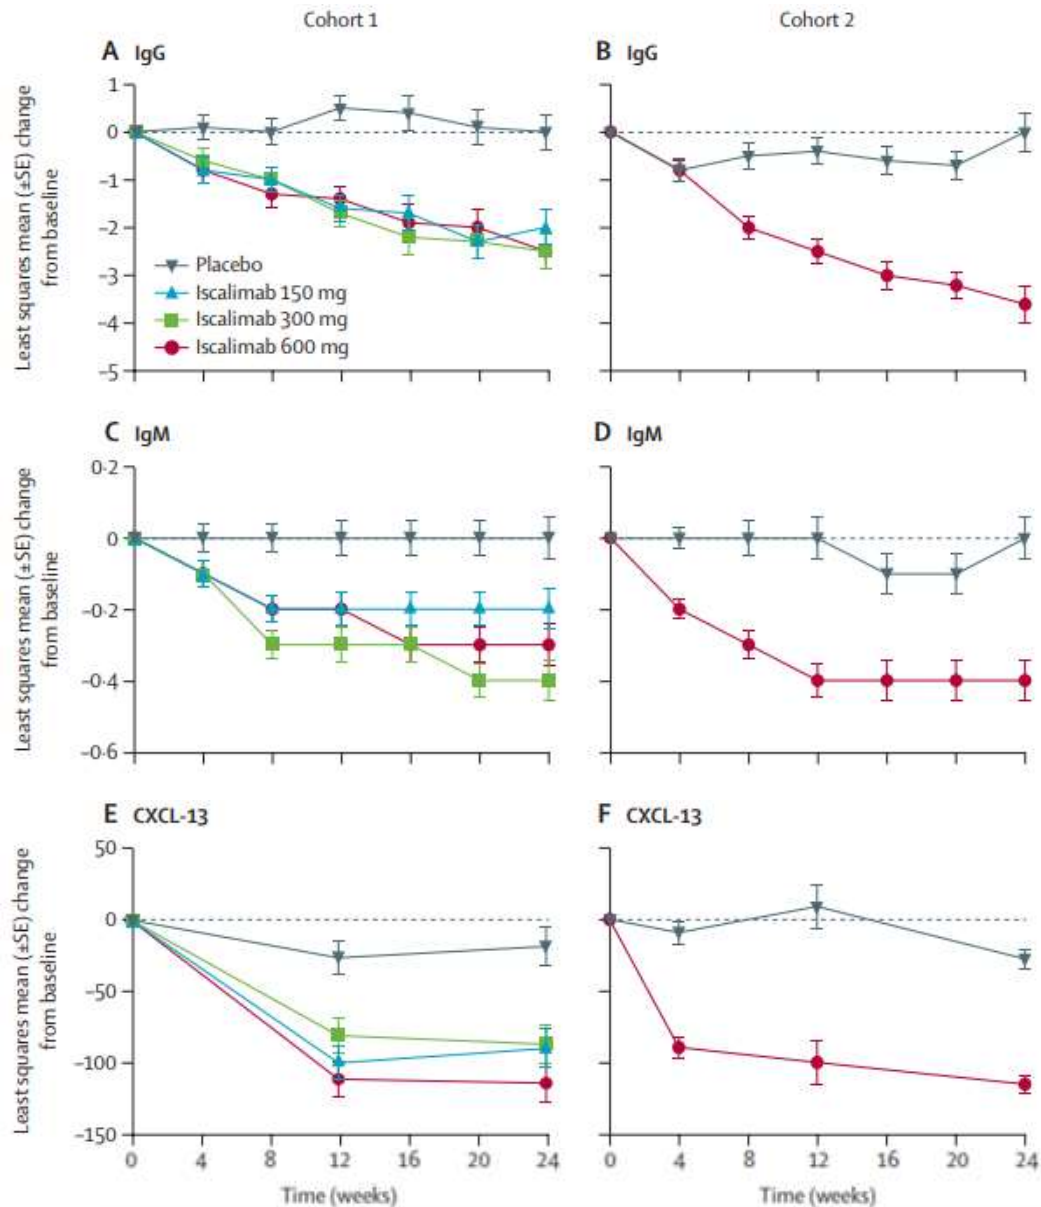 Cohort 1
Cohort 2
A IgG
B IgG
Least squares mean (±SE) change
from baseline
1
0
–1
–2
–3
–4
–5
Placebo
Iscalimab 150 mg
Iscalimab 300 mg
Iscalimab 600 mg
C IgM
D IgM
Least squares mean (±SE) change
from baseline
0·2
0
–0·2
–0·4
–0·6
E CXCL-13
F CXCL-13
Least squares mean (±SE) change
from baseline
50
0
–50
–100
–150
0 4 8 12 16 20 24
0 4 8 12 16 20 24
Time (weeks)
Time (weeks)